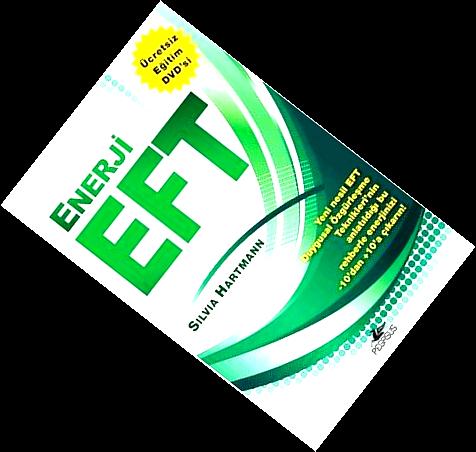 Ücretsiz
Eğitim
DVD'si
ENERJİ
EFT
SILVIA HARTMANN
Yeni nesil EFT
Duygusal Özgürleşme
Teknikleri'nin
anlatıldığı bu
rehberle enerjinizi
-10'dan +10'a çıkarın!
PEGASUS